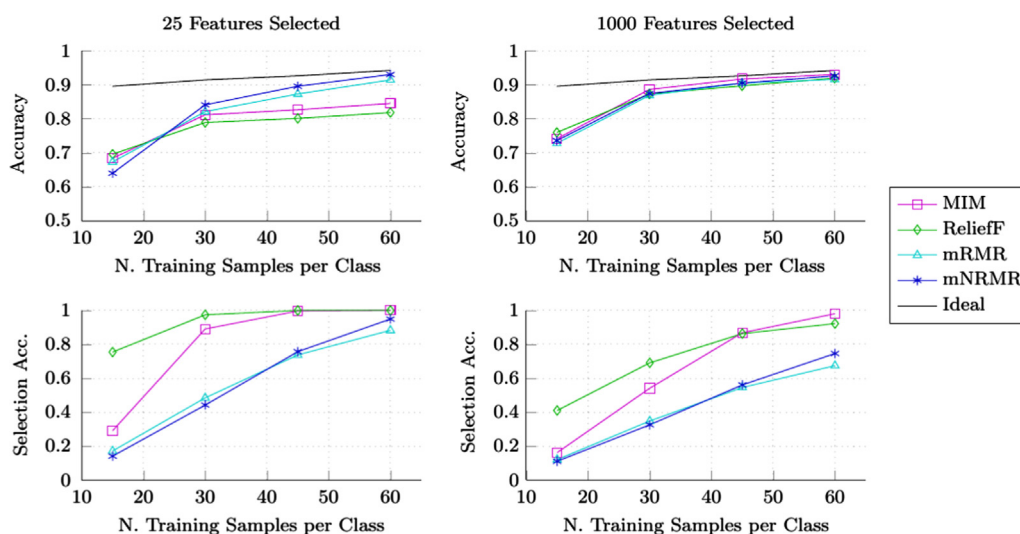 25 Features Selected
1000 Features Selected
1
0.9
0.8
0.7
0.6
0.5
Accuracy
10 20 30 40 50 60
N. Training Samples per Class
1
0.9
0.8
0.7
0.6
0.5
Accuracy
10 20 30 40 50 60
N. Training Samples per Class
MIM
ReliefF
mRMR
mNRMR
Ideal
1
0.8
0.6
0.4
0.2
0
Selection Acc.
10 20 30 40 50 60
N. Training Samples per Class
1
0.8
0.6
0.4
0.2
0
Selection Acc.
10 20 30 40 50 60
N. Training Samples per Class